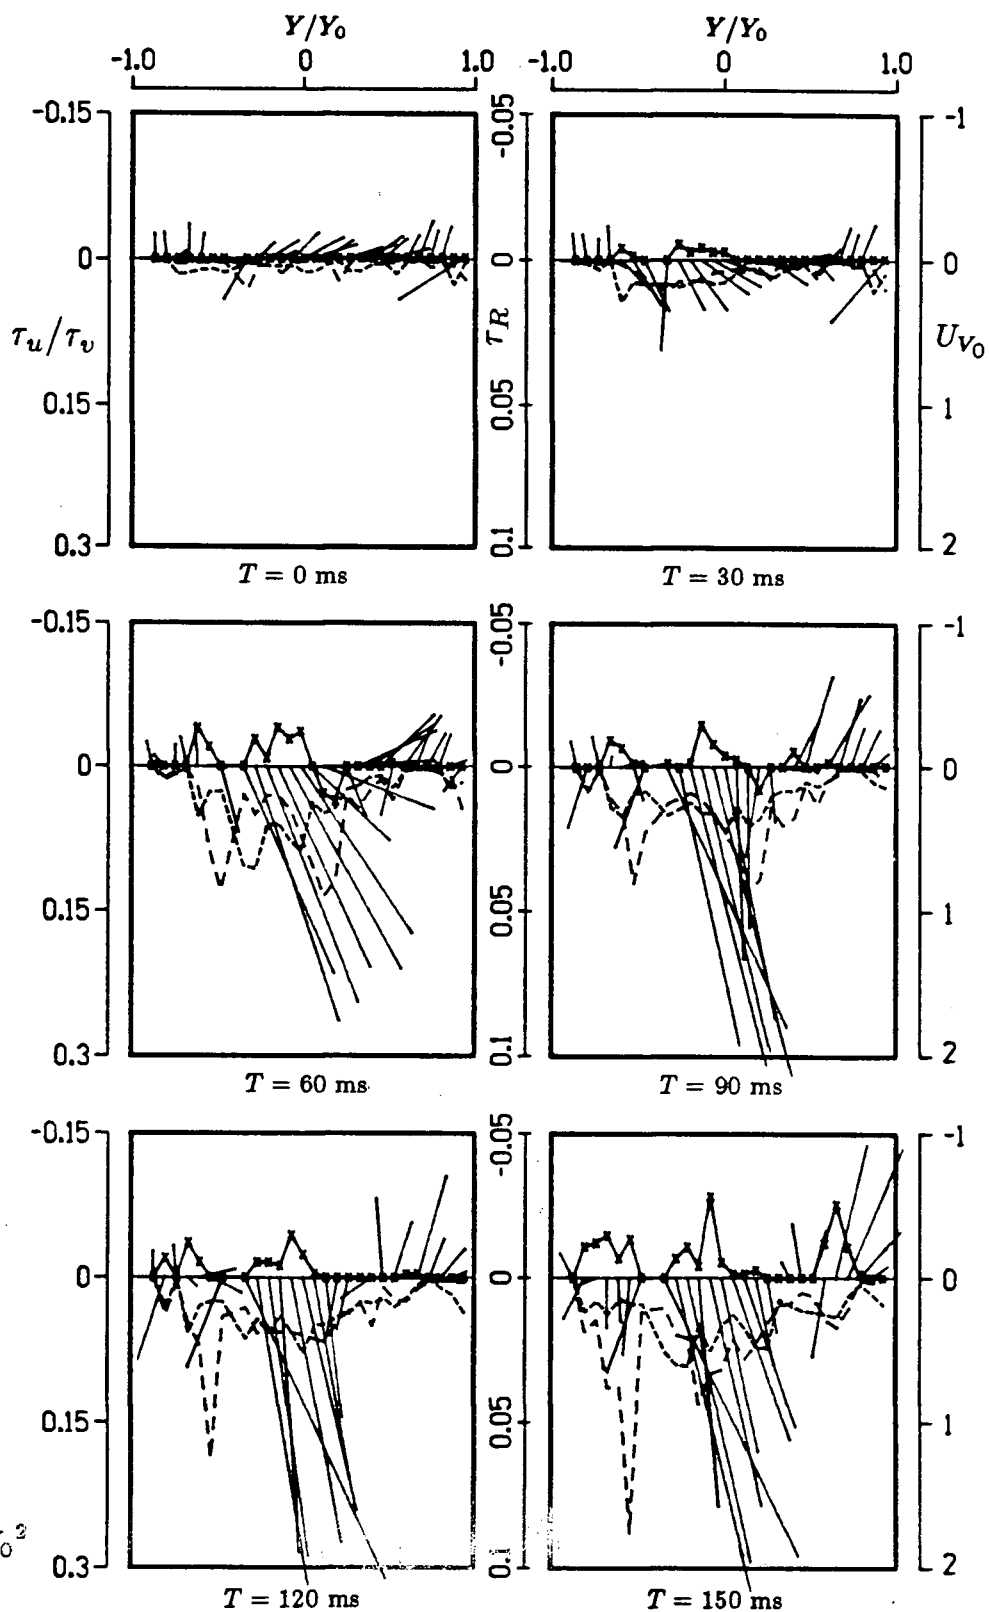 Y/Y₀ Y/Y₀
-1.0 0 1.0 -1.0 0 1.0
-0.15 -0.05 -1
0 0 0
τᵤ/τᵥ τR U_{V₀}
0.15 0.05 1
0.3 0.1 2
T = 0 ms T = 30 ms
-0.15 -0.05 -1
0 0 0
0.15 0.05 1
0.3 0.1 2
T = 60 ms T = 90 ms
-0.15 -0.05 -1
0 0 0
0.15 0.05 1
0.3 0.1 2
T = 120 ms T = 150 ms